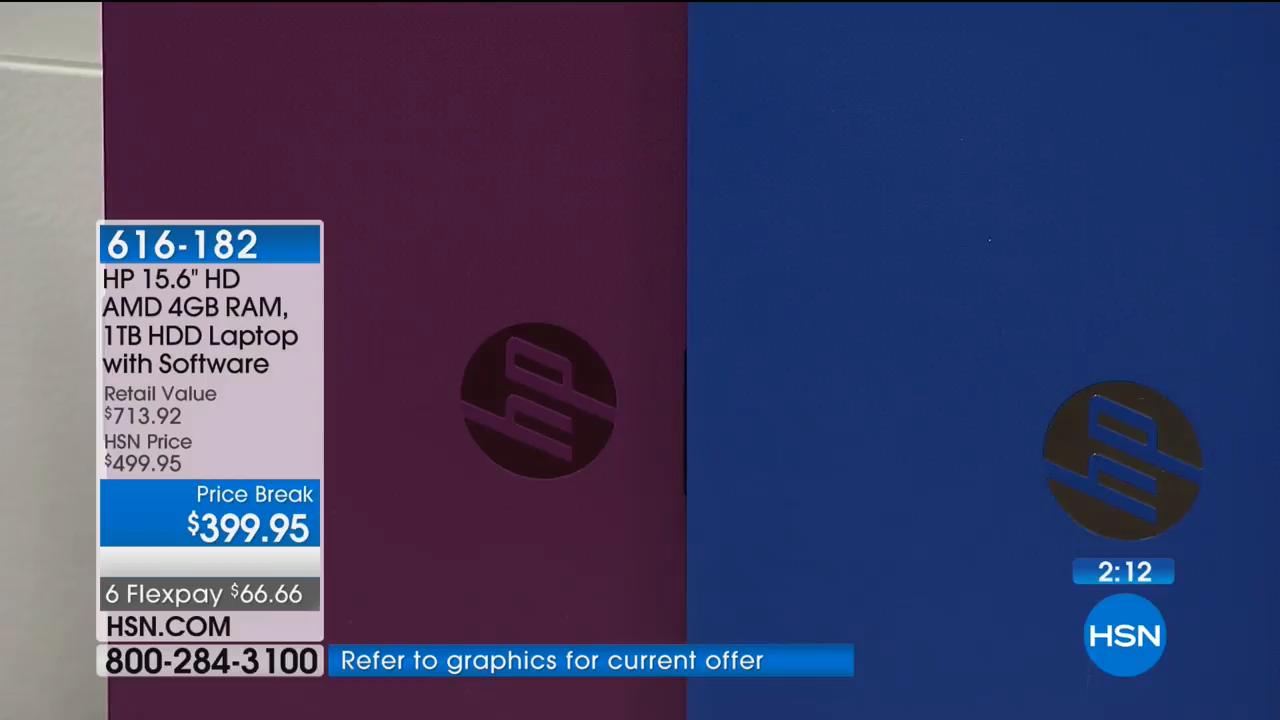 616-182
HP 15.6" HD
AMD 4GB RAM,
1TB HDD Laptop
with Software
Retail Value
$713.92
HSN Price
$499.95
Price Break
$399.95
6 Flexpay $66.66
HSN.COM
800-284-3100
Refer to graphics for current offer
hp
hp
2:12
HSN